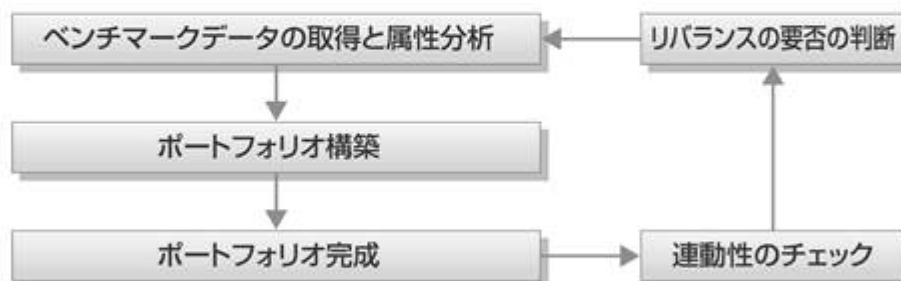 ベンチマークデータの取得と属性分析
リバランスの要否の判断
ポートフォリオ構築
ポートフォリオ完成
連動性のチェック